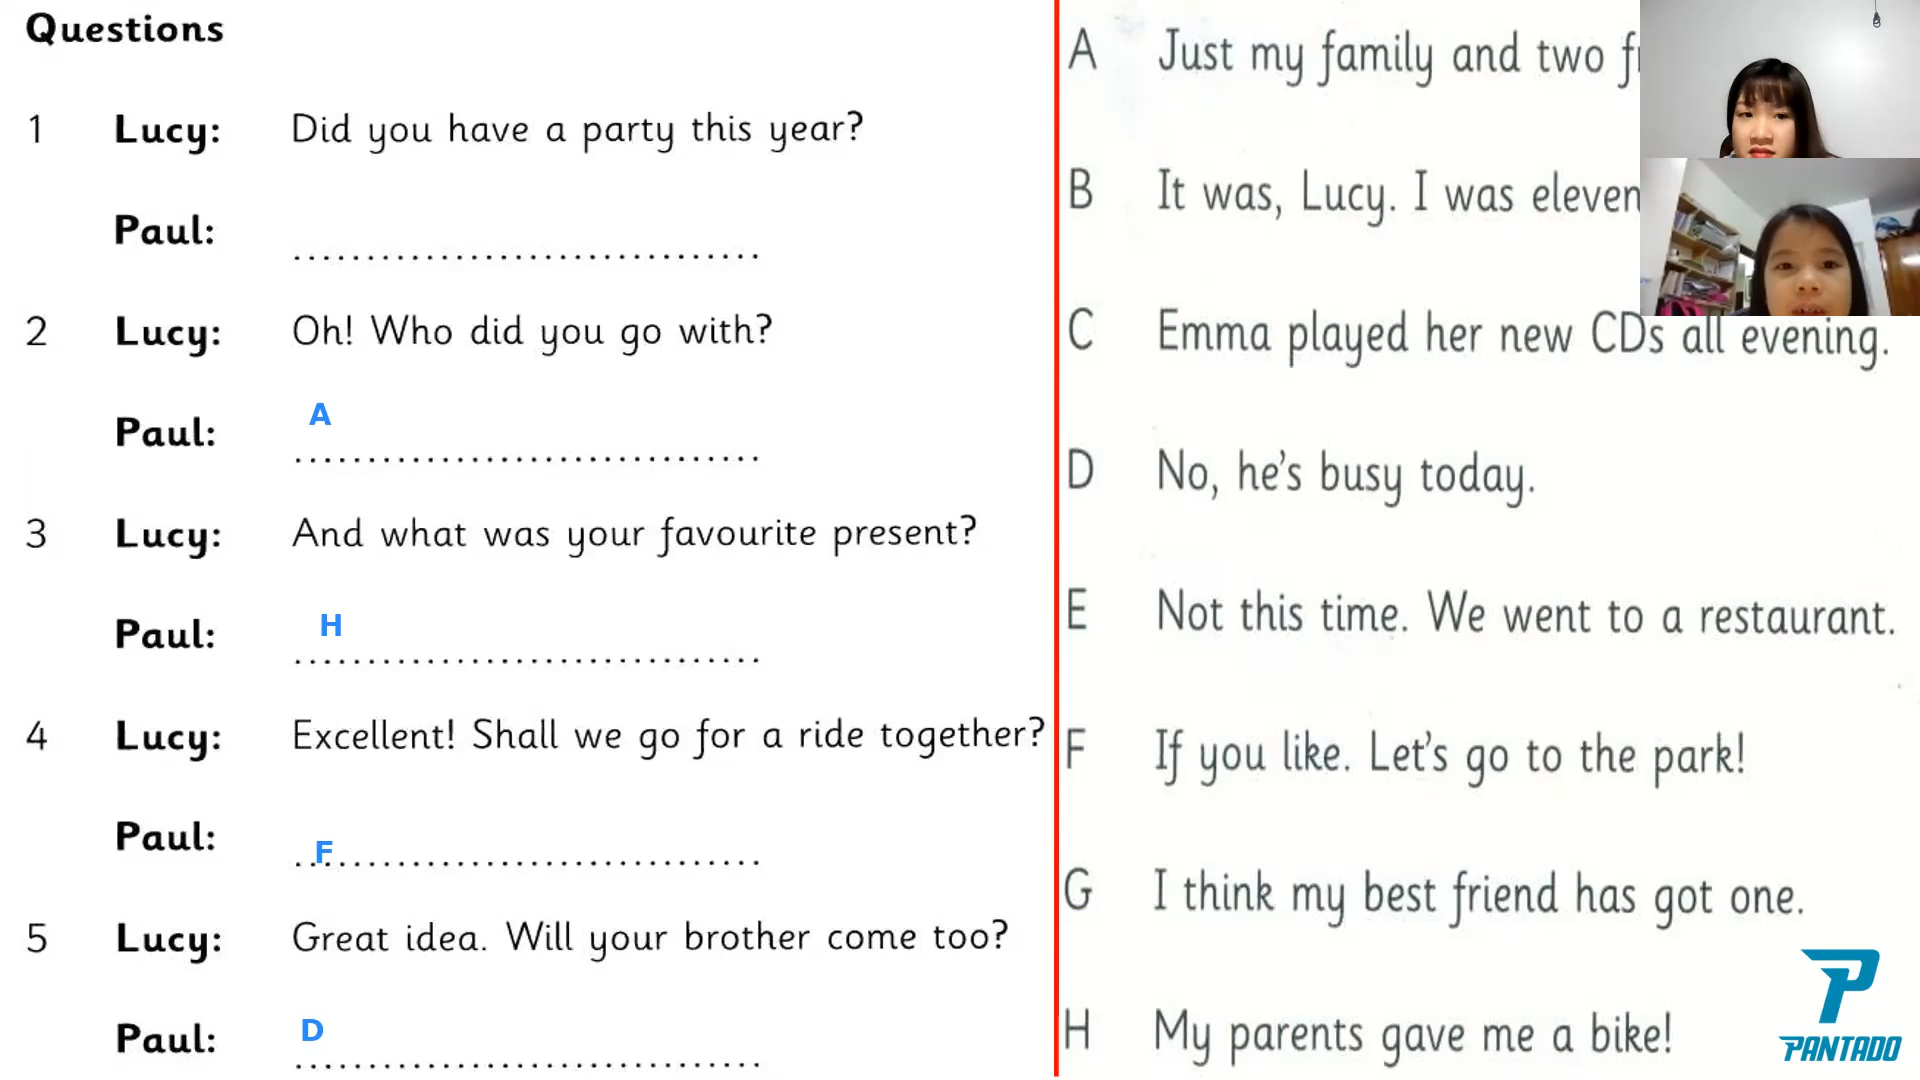 Questions
1 Lucy: Did you have a party this year?
Paul: ................................
2 Lucy: Oh! Who did you go with?
Paul: A ................................
3 Lucy: And what was your favourite present?
Paul: H ................................
4 Lucy: Excellent! Shall we go for a ride together?
Paul: F ................................
5 Lucy: Great idea. Will your brother come too?
Paul: D ................................
A Just my family and two
B It was, Lucy. I was eleven
C Emma played her new CDs all evening.
D No, he's busy today.
E Not this time. We went to a restaurant.
F If you like. Let's go to the park!
G I think my best friend has got one.
H My parents gave me a bike!
PANTADO